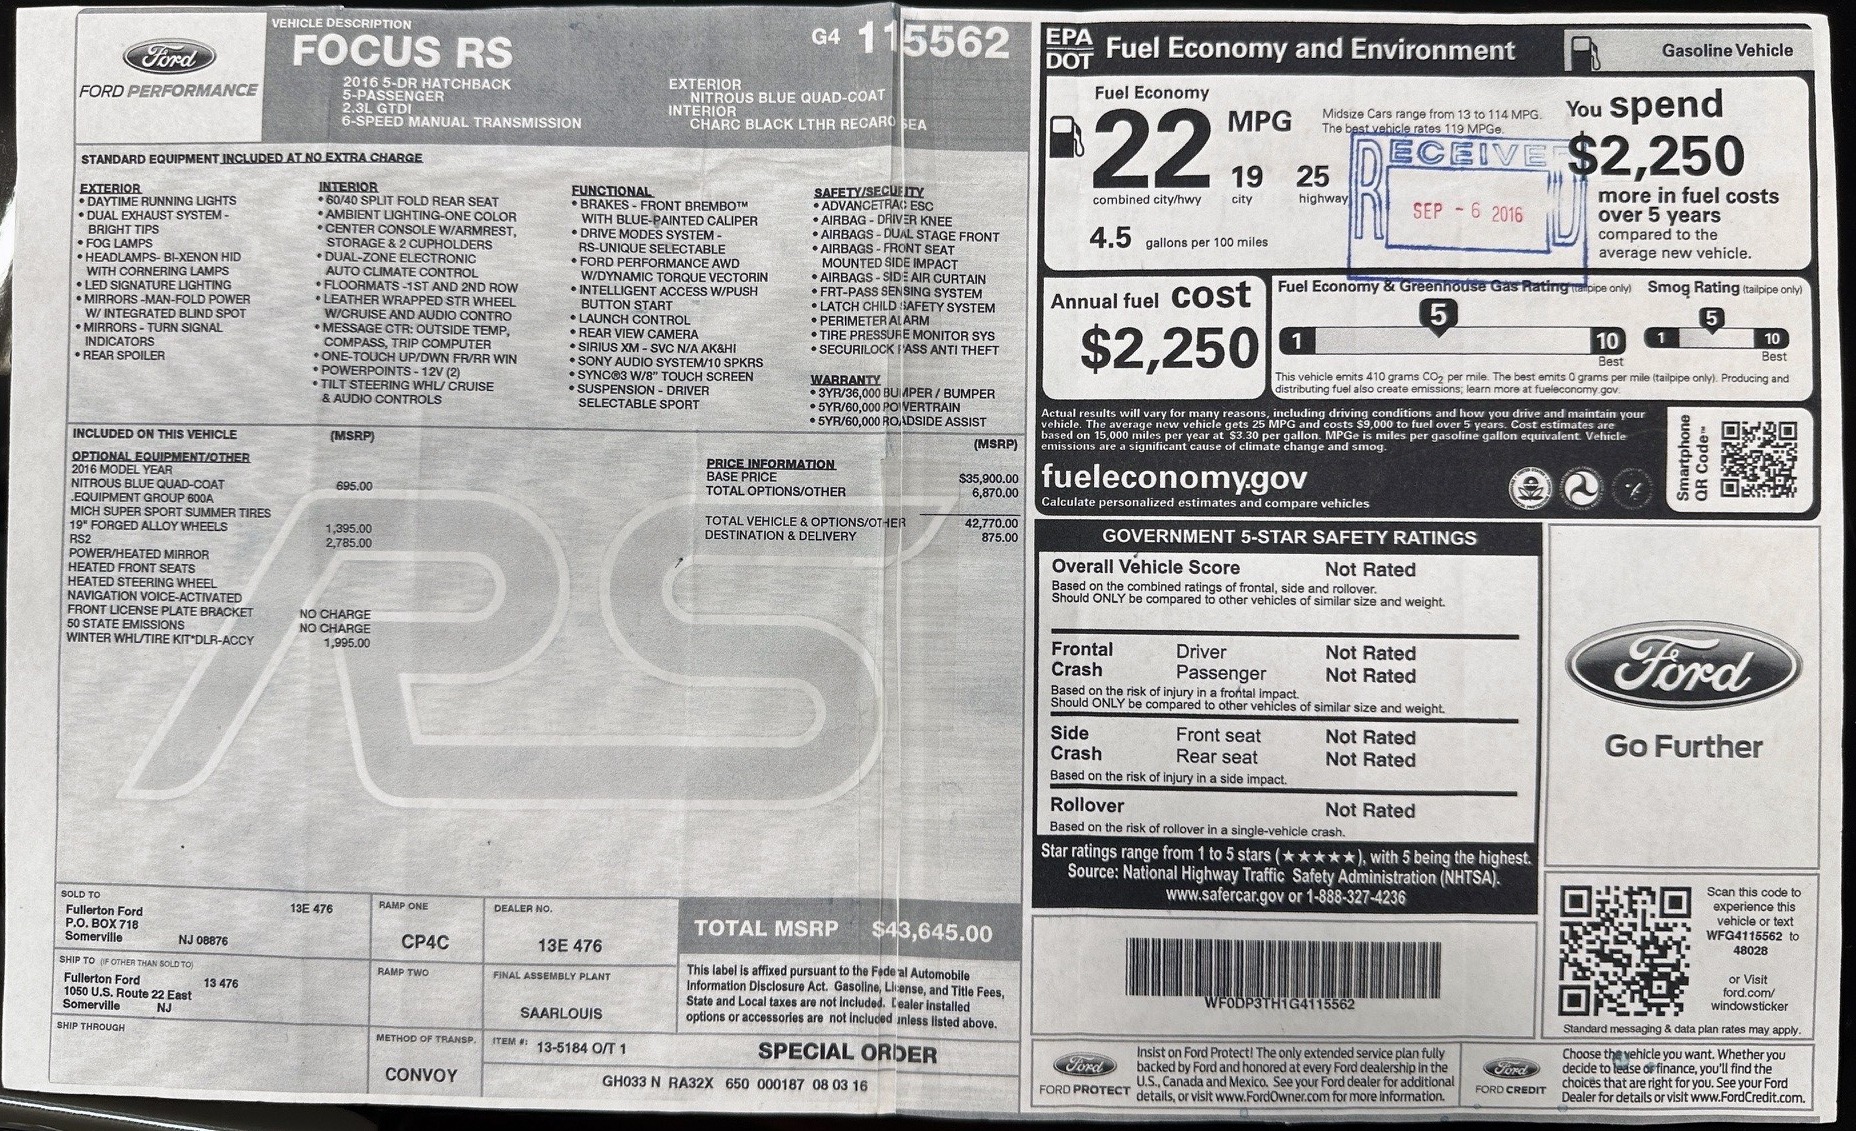 Ford
FORD PERFORMANCE
VEHICLE DESCRIPTION
FOCUS RS
2016 5-DR HATCHBACK
5-PASSENGER
2.3L GTDI
6-SPEED MANUAL TRANSMISSION
G4 115562
EXTERIOR
NITROUS BLUE QUAD-COAT
INTERIOR
CHARC BLACK LTHR RECARO SEA
STANDARD EQUIPMENT INCLUDED AT NO EXTRA CHARGE
EXTERIOR
• DAYTIME RUNNING LIGHTS
• DUAL EXHAUST SYSTEM -
BRIGHT TIPS
• FOG LAMPS
• HEADLAMPS- BI-XENON HID
WITH CORNERING LAMPS
• LED SIGNATURE LIGHTING
• MIRRORS -MAN-FOLD POWER
W/ INTEGRATED BLIND SPOT
• MIRRORS - TURN SIGNAL
INDICATORS
• REAR SPOILER
INTERIOR
• 60/40 SPLIT FOLD REAR SEAT
• AMBIENT LIGHTING-ONE COLOR
• CENTER CONSOLE W/ARMREST,
STORAGE & 2 CUPHOLDERS
• DUAL-ZONE ELECTRONIC
AUTO CLIMATE CONTROL
• FLOORMATS -1ST AND 2ND ROW
• LEATHER WRAPPED STR WHEEL
W/CRUISE AND AUDIO CONTRO
• MESSAGE CTR: OUTSIDE TEMP,
COMPASS, TRIP COMPUTER
• ONE-TOUCH UP/DWN FR/RR WIN
• POWERPOINTS - 12V (2)
• TILT STEERING WHL/ CRUISE
& AUDIO CONTROLS
FUNCTIONAL
• BRAKES - FRONT BREMBO™
WITH BLUE-PAINTED CALIPER
• DRIVE MODES SYSTEM -
RS-UNIQUE SELECTABLE
• FORD PERFORMANCE AWD
W/DYNAMIC TORQUE VECTORIN
• INTELLIGENT ACCESS W/PUSH
BUTTON START
• LAUNCH CONTROL
• REAR VIEW CAMERA
• SIRIUS XM - SVC N/A AK&HI
• SONY AUDIO SYSTEM/10 SPKRS
• SYNC®3 W/8" TOUCH SCREEN
• SUSPENSION - DRIVER
SELECTABLE SPORT
SAFETY/SECURITY
• ADVANCETRAC ESC
• AIRBAG - DRIVER KNEE
• AIRBAGS - DUAL STAGE FRONT
• AIRBAGS - FRONT SEAT
MOUNTED SIDE IMPACT
• AIRBAGS - SIDE AIR CURTAIN
• FRT-PASS SENSING SYSTEM
• LATCH CHILD SAFETY SYSTEM
• PERIMETER ALARM
• TIRE PRESSURE MONITOR SYS
• SECURILOCK PASS ANTI THEFT
WARRANTY
• 3YR/36,000 BUMPER / BUMPER
• 5YR/60,000 POWERTRAIN
• 5YR/60,000 ROADSIDE ASSIST
INCLUDED ON THIS VEHICLE (MSRP)
OPTIONAL EQUIPMENT/OTHER
2016 MODEL YEAR
NITROUS BLUE QUAD-COAT 695.00
.EQUIPMENT GROUP 600A
MICH SUPER SPORT SUMMER TIRES
19" FORGED ALLOY WHEELS 1,395.00
RS2 2,785.00
POWER/HEATED MIRROR
HEATED FRONT SEATS
HEATED STEERING WHEEL
NAVIGATION VOICE-ACTIVATED
FRONT LICENSE PLATE BRACKET NO CHARGE
50 STATE EMISSIONS NO CHARGE
WINTER WHL/TIRE KIT*DLR-ACCY 1,995.00
(MSRP)
PRICE INFORMATION
BASE PRICE $35,900.00
TOTAL OPTIONS/OTHER 6,870.00
TOTAL VEHICLE & OPTIONS/OTHER 42,770.00
DESTINATION & DELIVERY 875.00
RS
SOLD TO
Fullerton Ford 13E 476
P.O. BOX 718
Somerville NJ 08876
SHIP TO (IF OTHER THAN SOLD TO)
Fullerton Ford 13 476
1050 U.S. Route 22 East
Somerville NJ
SHIP THROUGH
RAMP ONE
CP4C
RAMP TWO
METHOD OF TRANSP.
CONVOY
DEALER NO.
13E 476
FINAL ASSEMBLY PLANT
SAARLOUIS
ITEM #: 13-5184 O/T 1
SPECIAL ORDER
GH033 N RA32X 650 000187 08 03 16
TOTAL MSRP $43,645.00
This label is affixed pursuant to the Federal Automobile
Information Disclosure Act. Gasoline, License, and Title Fees,
State and Local taxes are not included. Dealer installed
options or accessories are not included unless listed above.
EPA
DOT
Fuel Economy and Environment
Gasoline Vehicle
Fuel Economy
22 MPG
combined city/hwy
19
city
25
highway
4.5 gallons per 100 miles
Midsize Cars range from 13 to 114 MPG.
The best vehicle rates 119 MPGe.
RECEIVED
SEP - 6 2016
You spend
$2,250
more in fuel costs
over 5 years
compared to the
average new vehicle.
Annual fuel cost
$2,250
Fuel Economy & Greenhouse Gas Rating (tailpipe only)
5
1 10
Best
Smog Rating (tailpipe only)
5
1 10
Best
This vehicle emits 410 grams CO2 per mile. The best emits 0 grams per mile (tailpipe only). Producing and
distributing fuel also create emissions; learn more at fueleconomy.gov.
Actual results will vary for many reasons, including driving conditions and how you drive and maintain your
vehicle. The average new vehicle gets 25 MPG and costs $9,000 to fuel over 5 years. Cost estimates are
based on 15,000 miles per year at $3.30 per gallon. MPGe is miles per gasoline gallon equivalent. Vehicle
emissions are a significant cause of climate change and smog.
fueleconomy.gov
Calculate personalized estimates and compare vehicles
Smartphone
QR Code™
GOVERNMENT 5-STAR SAFETY RATINGS
Overall Vehicle Score Not Rated
Based on the combined ratings of frontal, side and rollover.
Should ONLY be compared to other vehicles of similar size and weight.
Frontal Driver Not Rated
Crash Passenger Not Rated
Based on the risk of injury in a frontal impact.
Should ONLY be compared to other vehicles of similar size and weight.
Side Front seat Not Rated
Crash Rear seat Not Rated
Based on the risk of injury in a side impact.
Rollover Not Rated
Based on the risk of rollover in a single-vehicle crash.
Star ratings range from 1 to 5 stars (★★★★★), with 5 being the highest.
Source: National Highway Traffic Safety Administration (NHTSA).
www.safercar.gov or 1-888-327-4236
Ford
Go Further
WF0DP3TH1G4115562
Scan this code to
experience this
vehicle or text
WFG4115562 to
48028
or Visit
ford.com/
windowsticker
Standard messaging & data plan rates may apply.
Ford
FORD PROTECT
Insist on Ford Protect! The only extended service plan fully
backed by Ford and honored at every Ford dealership in the
U.S., Canada and Mexico. See your Ford dealer for additional
details, or visit www.FordOwner.com for more information.
Ford
FORD CREDIT
Choose the vehicle you want. Whether you
decide to lease or finance, you'll find the
choices that are right for you. See your Ford
Dealer for details or visit www.FordCredit.com.